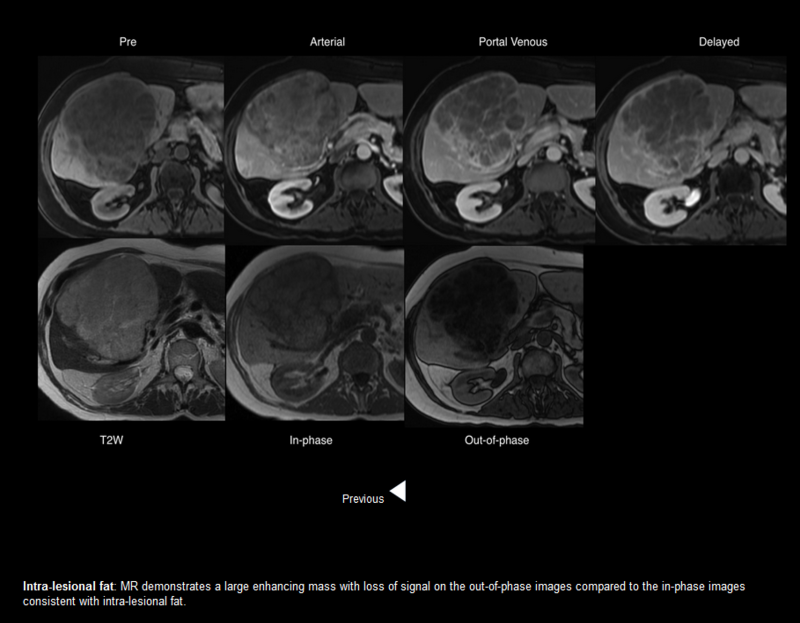 Pre
Arterial
Portal Venous
Delayed
T2W
In-phase
Out-of-phase
Previous
Intra-lesional fat: MR demonstrates a large enhancing mass with loss of signal on the out-of-phase images compared to the in-phase images
consistent with intra-lesional fat.